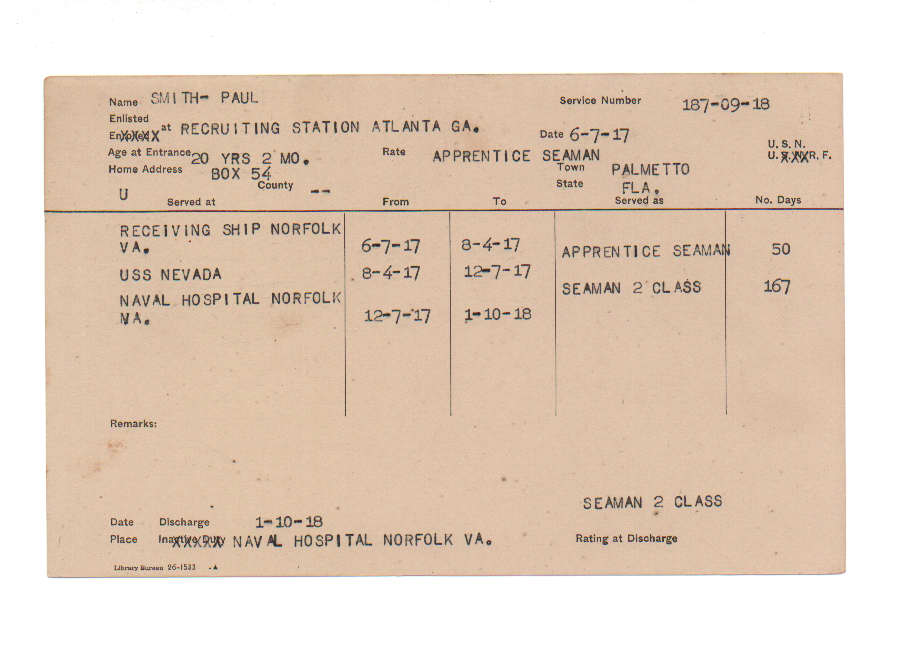 Name SMITH- PAUL Service Number 187-09-18
Enlisted
at RECRUITING STATION ATLANTA GA. Date 6-7-17
Age at Entrance 20 YRS 2 MO. Rate APPRENTICE SEAMAN U. S. N.
U. S. N. R. F.
Home Address BOX 54 Town PALMETTO
U County -- State FLA.
Served at From To Served as No. Days
RECEIVING SHIP NORFOLK
VA. 6-7-17 8-4-17 APPRENTICE SEAMAN 50
USS NEVADA 8-4-17 12-7-17
SEAMAN 2 CLASS 167
NAVAL HOSPITAL NORFOLK
VA. 12-7-17 1-10-18
Remarks:
SEAMAN 2 CLASS
Date Discharge 1-10-18
Place Inactive Duty NAVAL HOSPITAL NORFOLK VA. Rating at Discharge
Library Bureau 26-1533